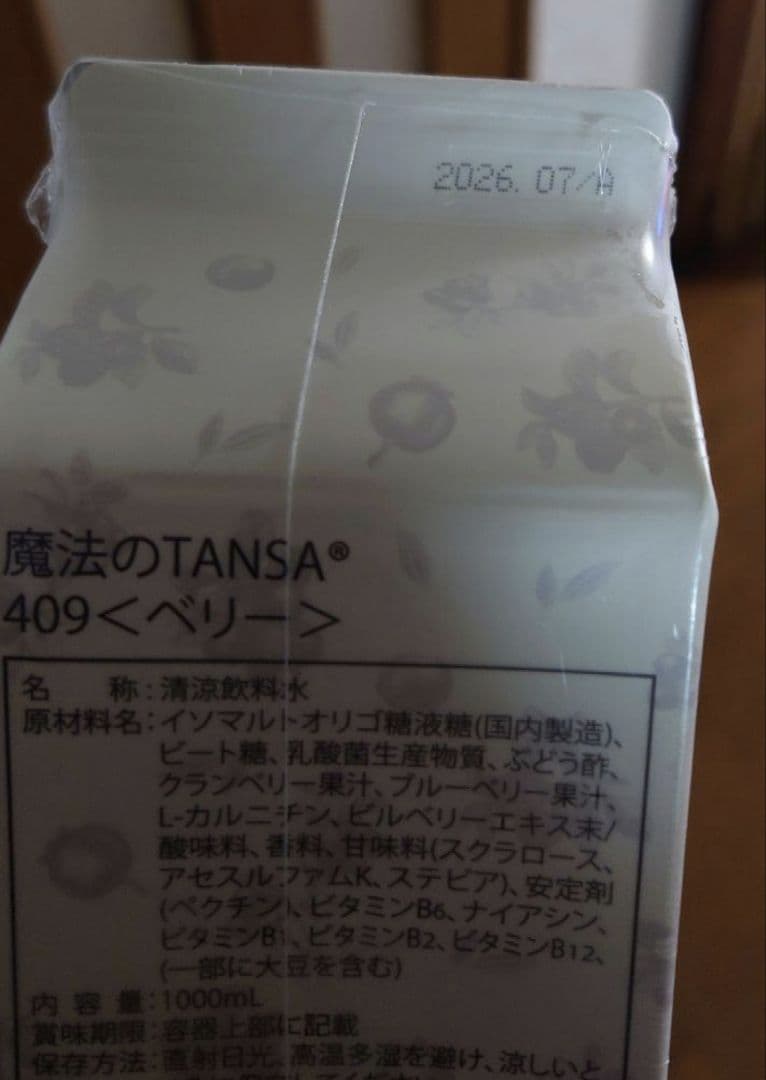 2026. 07/A
魔法のTANSA®
409＜ベリー＞
名　　称：清涼飲料水
原材料名：イソマルトオリゴ糖液糖(国内製造)、
ビート糖、乳酸菌生産物質、ぶどう酢、
クランベリー果汁、ブルーベリー果汁、
L-カルニチン、ビルベリーエキス末/
酸味料、香料、甘味料(スクラロース、
アセスルファムK、ステビア)、安定剤
(ペクチン)、ビタミンB6、ナイアシン、
ビタミンB1、ビタミンB2、ビタミンB12、
(一部に大豆を含む)
内 容 量：1000mL
賞味期限：容器上部に記載
保存方法：直射日光、高温多湿を避け、涼しいと